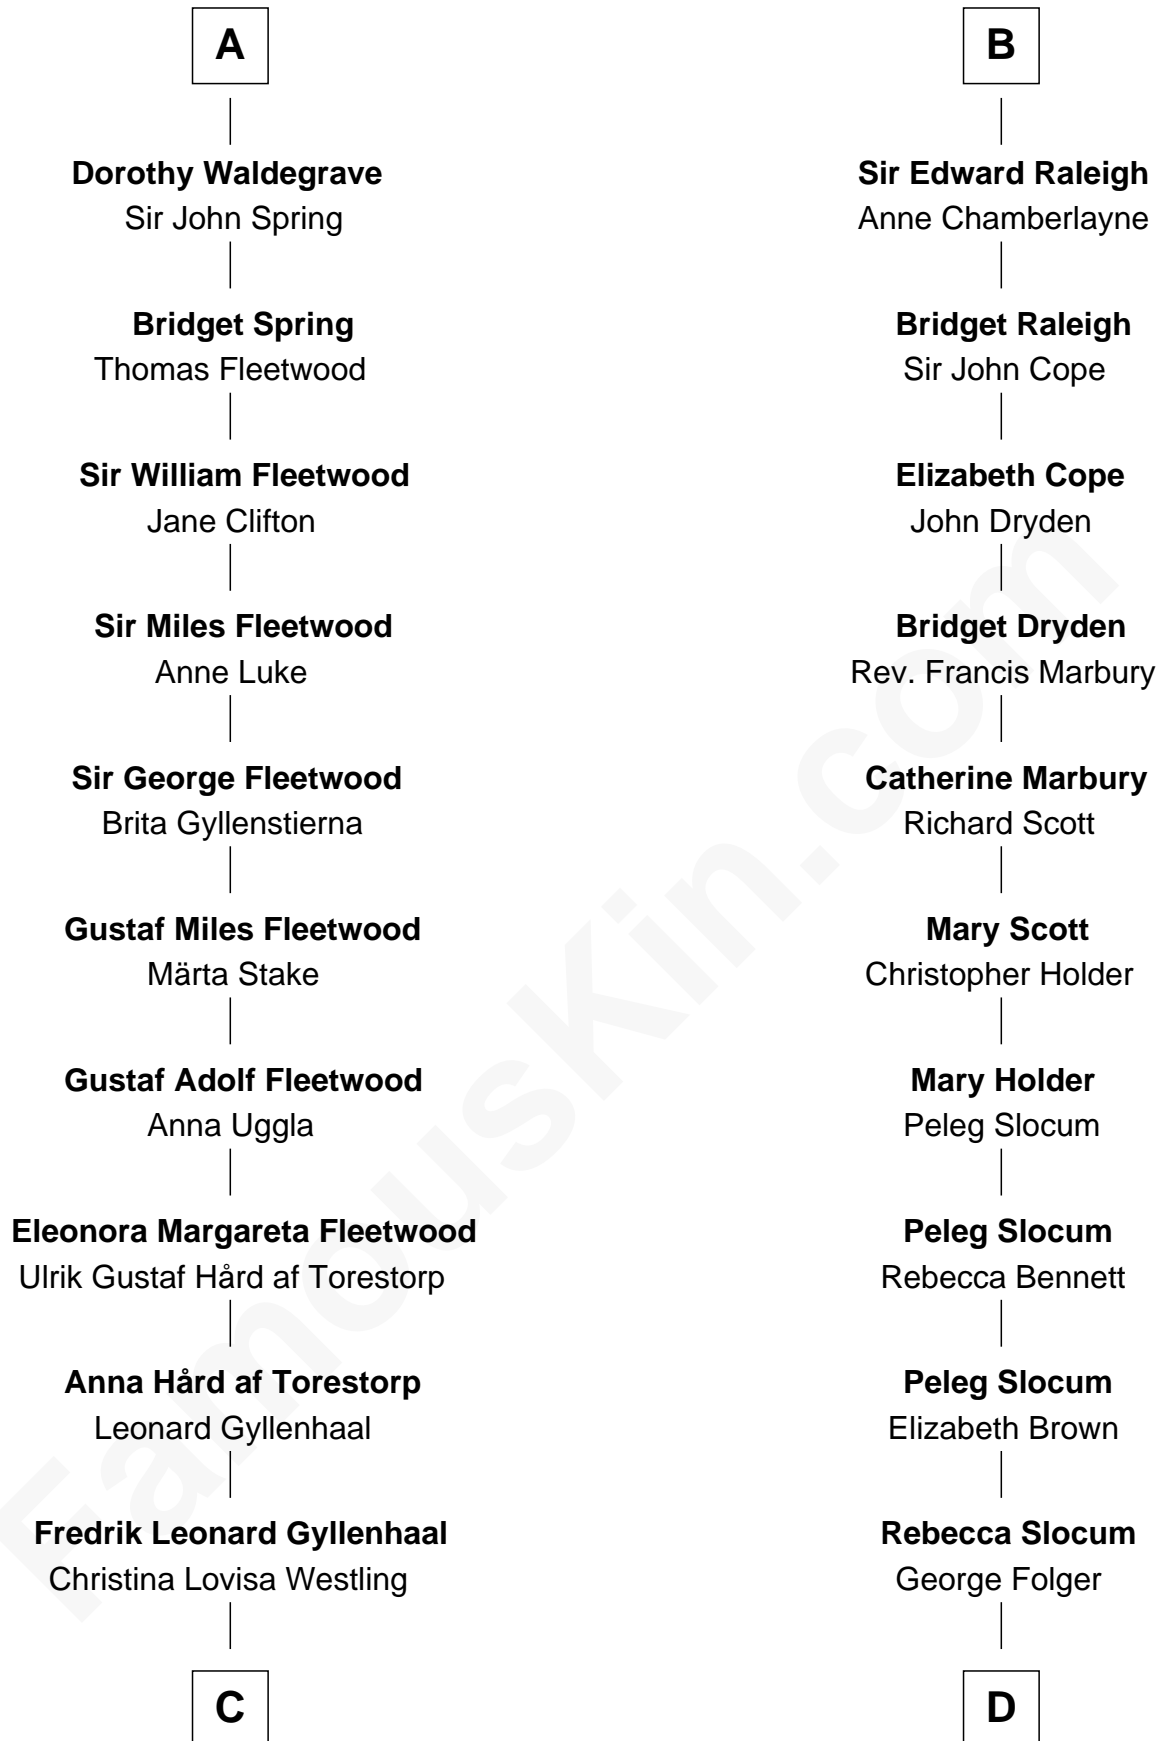 A
Dorothy Waldegrave
Sir John Spring
Bridget Spring
Thomas Fleetwood
Sir William Fleetwood
Jane Clifton
Sir Miles Fleetwood
Anne Luke
Sir George Fleetwood
Brita Gyllenstierna
Gustaf Miles Fleetwood
Märta Stake
Gustaf Adolf Fleetwood
Anna Uggla
Eleonora Margareta Fleetwood
Ulrik Gustaf Hård af Torestorp
Anna Hård af Torestorp
Leonard Gyllenhaal
Fredrik Leonard Gyllenhaal
Christina Lovisa Westling
C
B
Sir Edward Raleigh
Anne Chamberlayne
Bridget Raleigh
Sir John Cope
Elizabeth Cope
John Dryden
Bridget Dryden
Rev. Francis Marbury
Catherine Marbury
Richard Scott
Mary Scott
Christopher Holder
Mary Holder
Peleg Slocum
Peleg Slocum
Rebecca Bennett
Peleg Slocum
Elizabeth Brown
Rebecca Slocum
George Folger
D
FamousKin.com